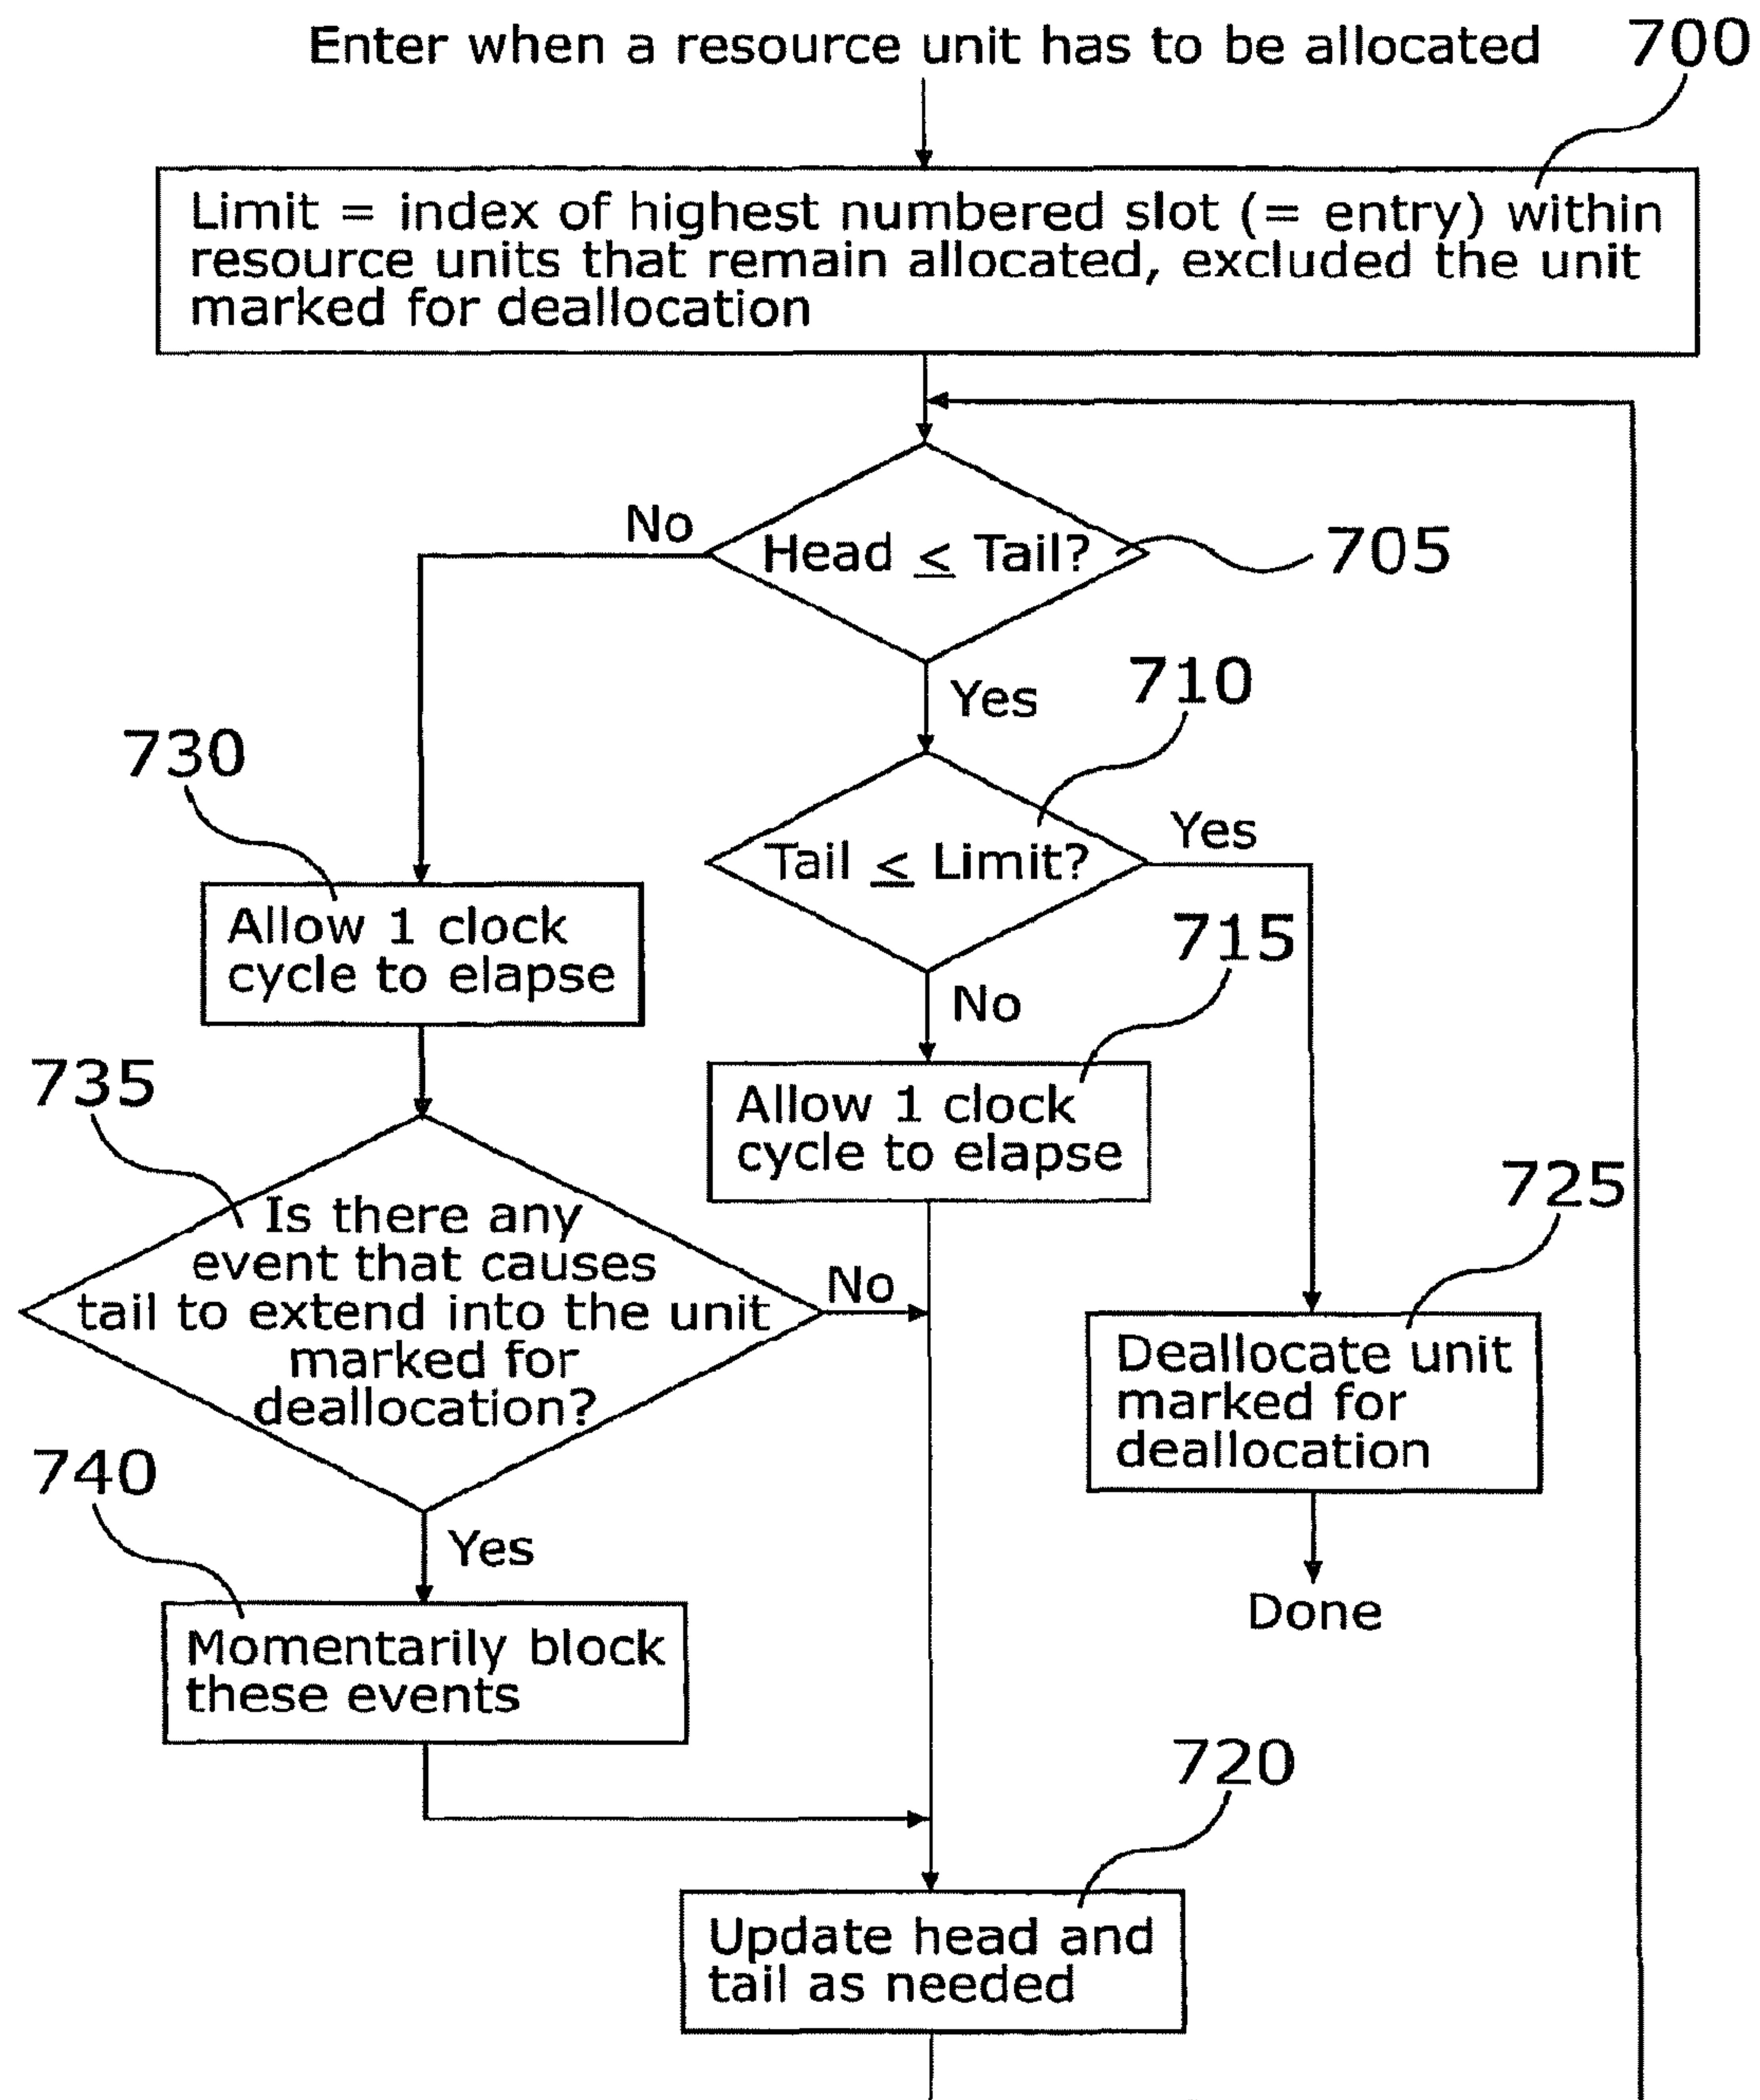 Enter when a resource unit has to be allocated
700
Limit = index of highest numbered slot (= entry) within
resource units that remain allocated, excluded the unit
marked for deallocation
No
Head ≤ Tail?
705
Yes
710
730
Tail ≤ Limit?
Yes
Allow 1 clock
cycle to elapse
715
No
735
Allow 1 clock
cycle to elapse
725
Is there any
event that causes
tail to extend into the unit
marked for
deallocation?
No
Deallocate unit
marked for
deallocation
740
Yes
Done
Momentarily block
these events
720
Update head and
tail as needed